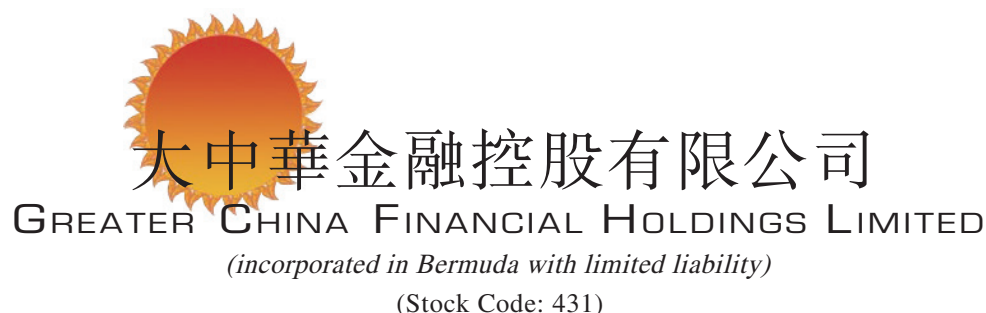 大中華金融控股有限公司
GREATER CHINA FINANCIAL HOLDINGS LIMITED
(incorporated in Bermuda with limited liability)
(Stock Code: 431)